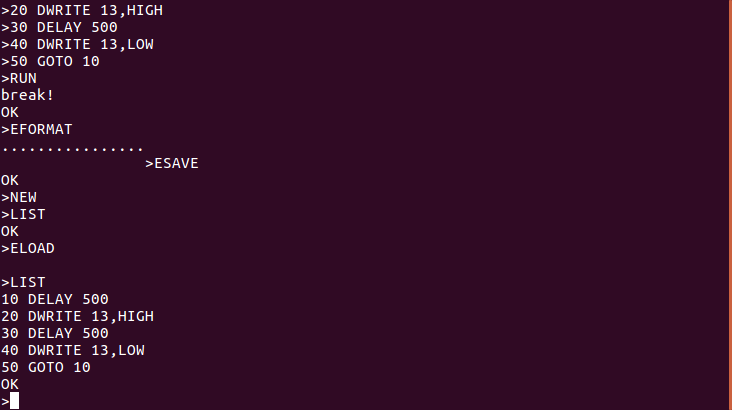 >20 DWRITE 13,HIGH
>30 DELAY 500
>40 DWRITE 13,LOW
>50 GOTO 10
>RUN
break!
OK
>EFORMAT
................
>ESAVE
OK
>NEW
>LIST
OK
>ELOAD
>LIST
10 DELAY 500
20 DWRITE 13,HIGH
30 DELAY 500
40 DWRITE 13,LOW
50 GOTO 10
OK
>